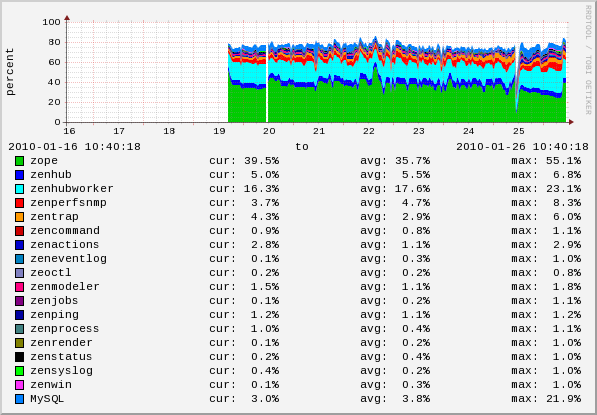 RRDTOOL / TOBI OETIKER
percent
100
80
60
40
20
0
16 17 18 19 20 21 22 23 24 25
2010-01-16 10:40:18 to 2010-01-26 10:40:18
zope cur: 39.5% avg: 35.7% max: 55.1%
zenhub cur: 5.0% avg: 5.5% max: 6.8%
zenhubworker cur: 16.3% avg: 17.6% max: 23.1%
zenperfsnmp cur: 3.7% avg: 4.7% max: 8.3%
zentrap cur: 4.3% avg: 2.9% max: 6.0%
zencommand cur: 0.9% avg: 0.8% max: 1.1%
zenactions cur: 2.8% avg: 1.1% max: 2.9%
zeneventlog cur: 0.1% avg: 0.3% max: 1.0%
zeoctl cur: 0.2% avg: 0.2% max: 0.8%
zenmodeler cur: 1.5% avg: 1.1% max: 1.8%
zenjobs cur: 0.1% avg: 0.2% max: 1.1%
zenping cur: 1.2% avg: 1.1% max: 1.2%
zenprocess cur: 1.0% avg: 0.4% max: 1.1%
zenrender cur: 0.1% avg: 0.2% max: 1.0%
zenstatus cur: 0.2% avg: 0.4% max: 1.0%
zensyslog cur: 0.4% avg: 0.2% max: 1.0%
zenwin cur: 0.1% avg: 0.3% max: 1.0%
MySQL cur: 3.0% avg: 3.8% max: 21.9%